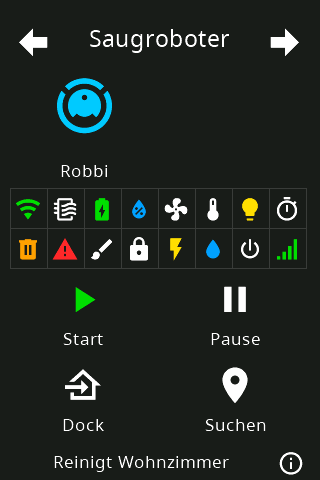 Saugroboter
Robbi
Start
Pause
Dock
Suchen
Reinigt Wohnzimmer